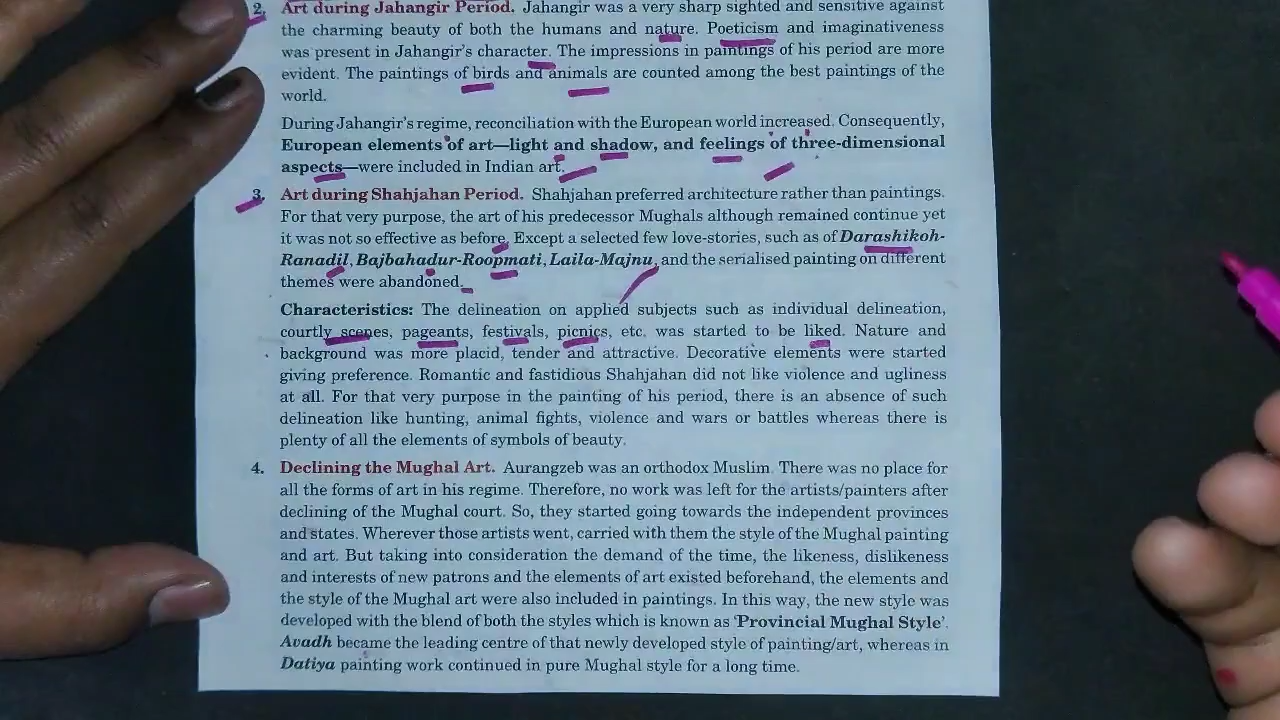 2. Art during Jahangir Period. Jahangir was a very sharp sighted and sensitive against
the charming beauty of both the humans and nature. Poeticism and imaginativeness
was present in Jahangir's character. The impressions in paintings of his period are more
evident. The paintings of birds and animals are counted among the best paintings of the
world.
During Jahangir's regime, reconciliation with the European world increased. Consequently,
European elements of art—light and shadow, and feelings of three-dimensional
aspects—were included in Indian art.
3. Art during Shahjahan Period. Shahjahan preferred architecture rather than paintings.
For that very purpose, the art of his predecessor Mughals although remained continue yet
it was not so effective as before. Except a selected few love-stories, such as of Darashikoh-
Ranadil, Bajbahadur-Roopmati, Laila-Majnu, and the serialised painting on different
themes were abandoned.
Characteristics: The delineation on applied subjects such as individual delineation,
courtly scenes, pageants, festivals, picnics, etc. was started to be liked. Nature and
background was more placid, tender and attractive. Decorative elements were started
giving preference. Romantic and fastidious Shahjahan did not like violence and ugliness
at all. For that very purpose in the painting of his period, there is an absence of such
delineation like hunting, animal fights, violence and wars or battles whereas there is
plenty of all the elements of symbols of beauty.
4. Declining the Mughal Art. Aurangzeb was an orthodox Muslim. There was no place for
all the forms of art in his regime. Therefore, no work was left for the artists/painters after
declining of the Mughal court. So, they started going towards the independent provinces
and states. Wherever those artists went, carried with them the style of the Mughal painting
and art. But taking into consideration the demand of the time, the likeness, dislikeness
and interests of new patrons and the elements of art existed beforehand, the elements and
the style of the Mughal art were also included in paintings. In this way, the new style was
developed with the blend of both the styles which is known as 'Provincial Mughal Style'.
Avadh became the leading centre of that newly developed style of painting/art, whereas in
Datiya painting work continued in pure Mughal style for a long time.